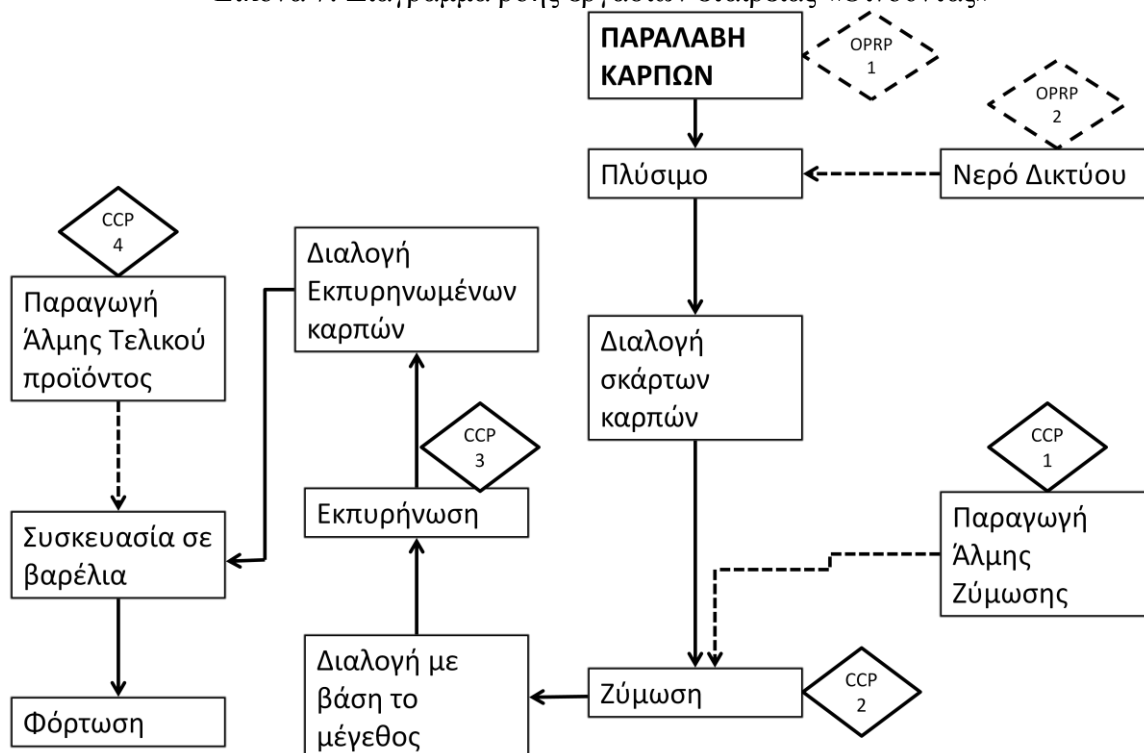 ΠΑΡΑΛΑΒΗ
ΚΑΡΠΩΝ
OPRP
1
OPRP
2
Πλύσιμο
Νερό Δικτύου
CCP
4
Παραγωγή
Άλμης Τελικού
προϊόντος
Διαλογή
Εκπυρηνωμένων
καρπών
Διαλογή
σκάρτων
καρπών
CCP
3
CCP
1
Εκπυρήνωση
Συσκευασία σε
βαρέλια
Παραγωγή
Άλμης
Ζύμωσης
Διαλογή με
βάση το
μέγεθος
Ζύμωση
CCP
2
Φόρτωση